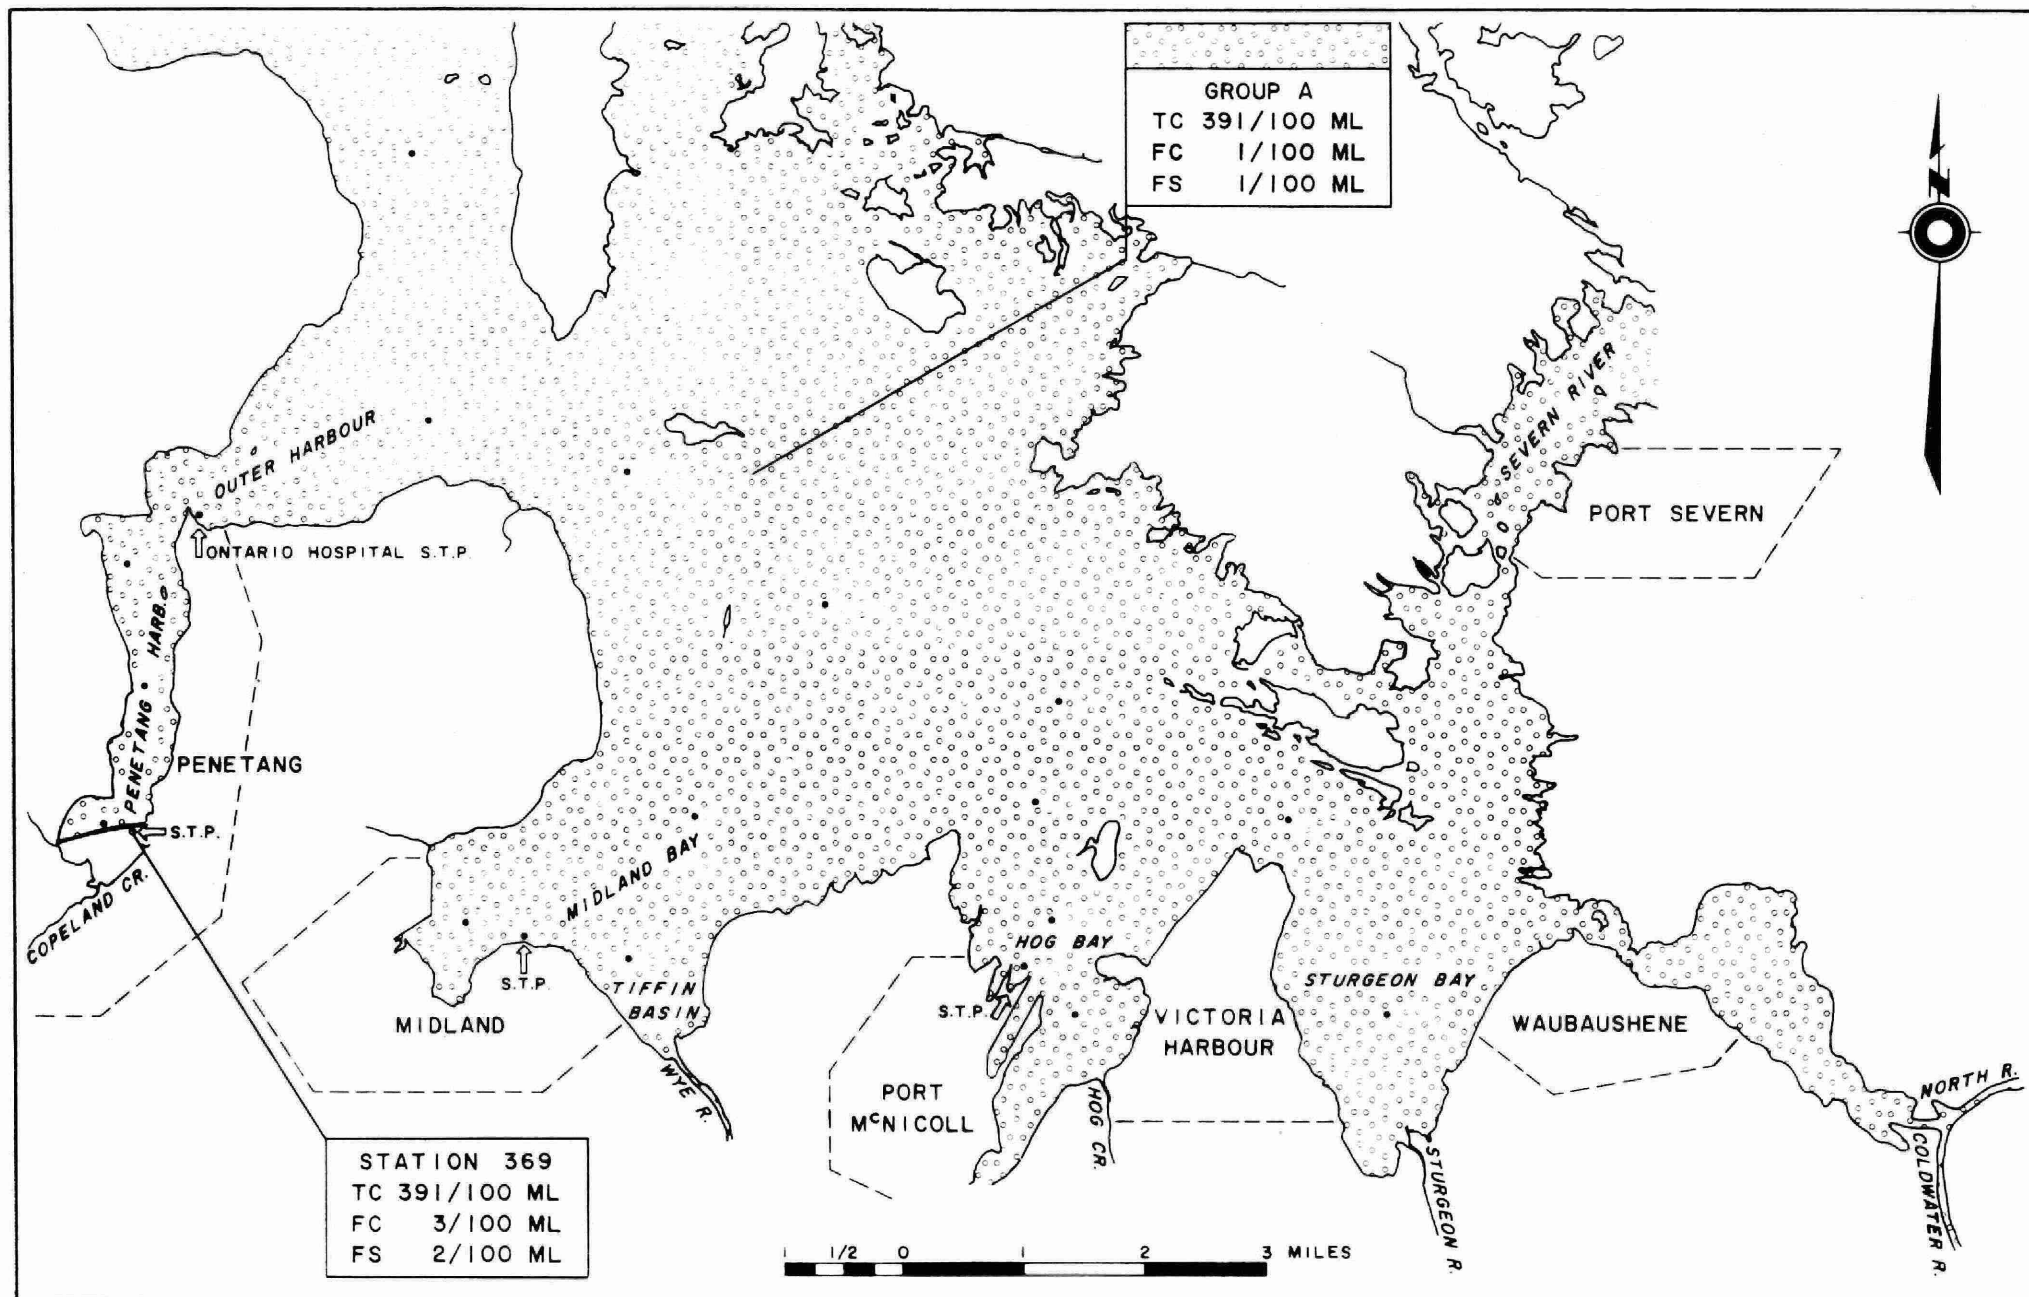 GROUP A
TC 391/100 ML
FC 1/100 ML
FS 1/100 ML
N
OUTER HARBOUR
SEVERN RIVER
PORT SEVERN
ONTARIO HOSPITAL S.T.P.
PENETANG HARB.
PENETANG
S.T.P.
COPELAND CR.
MIDLAND BAY
S.T.P.
TIFFIN
BASIN
MIDLAND
WYE R.
HOG BAY
S.T.P.
VICTORIA
HARBOUR
STURGEON BAY
WAUBAUSHENE
PORT
McNICOLL
HOG CR.
STURGEON R.
NORTH R.
COLDWATER R.
STATION 369
TC 391/100 ML
FC 3/100 ML
FS 2/100 ML
1 1/2 0 1 2 3 MILES